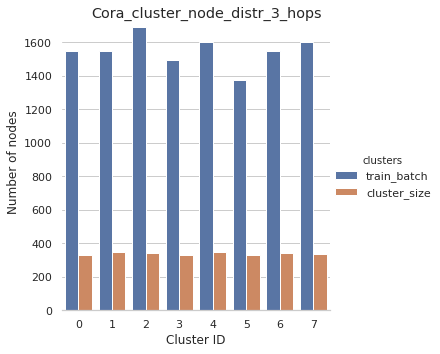 Cora_cluster_node_distr_3_hops
1600
1400
1200
1000
800
600
400
200
0
Number of nodes
0 1 2 3 4 5 6 7
Cluster ID
clusters
train_batch
cluster_size